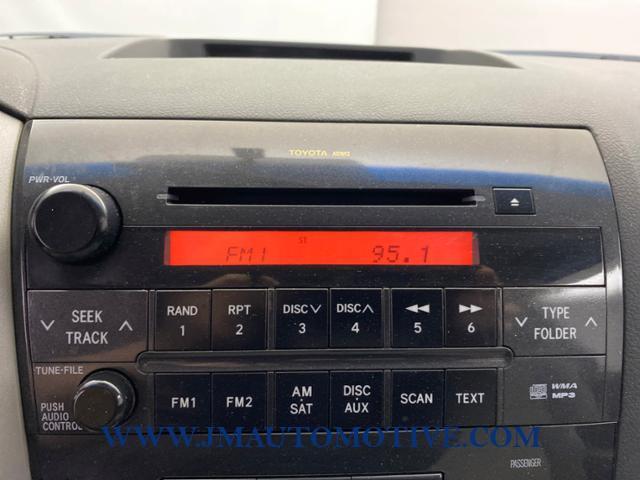 TOYOTA
PWR·VOL
ST
FM1 95.1
SEEK TRACK
RAND 1
RPT 2
DISC 3
DISC 4
5
6
TYPE FOLDER
TUNE·FILE
PUSH AUDIO CONTROL
FM1
FM2
AM SAT
DISC AUX
SCAN
TEXT
WMA
MP3
WWW.JMAUTOMOTIVE.COM
PASSENGER